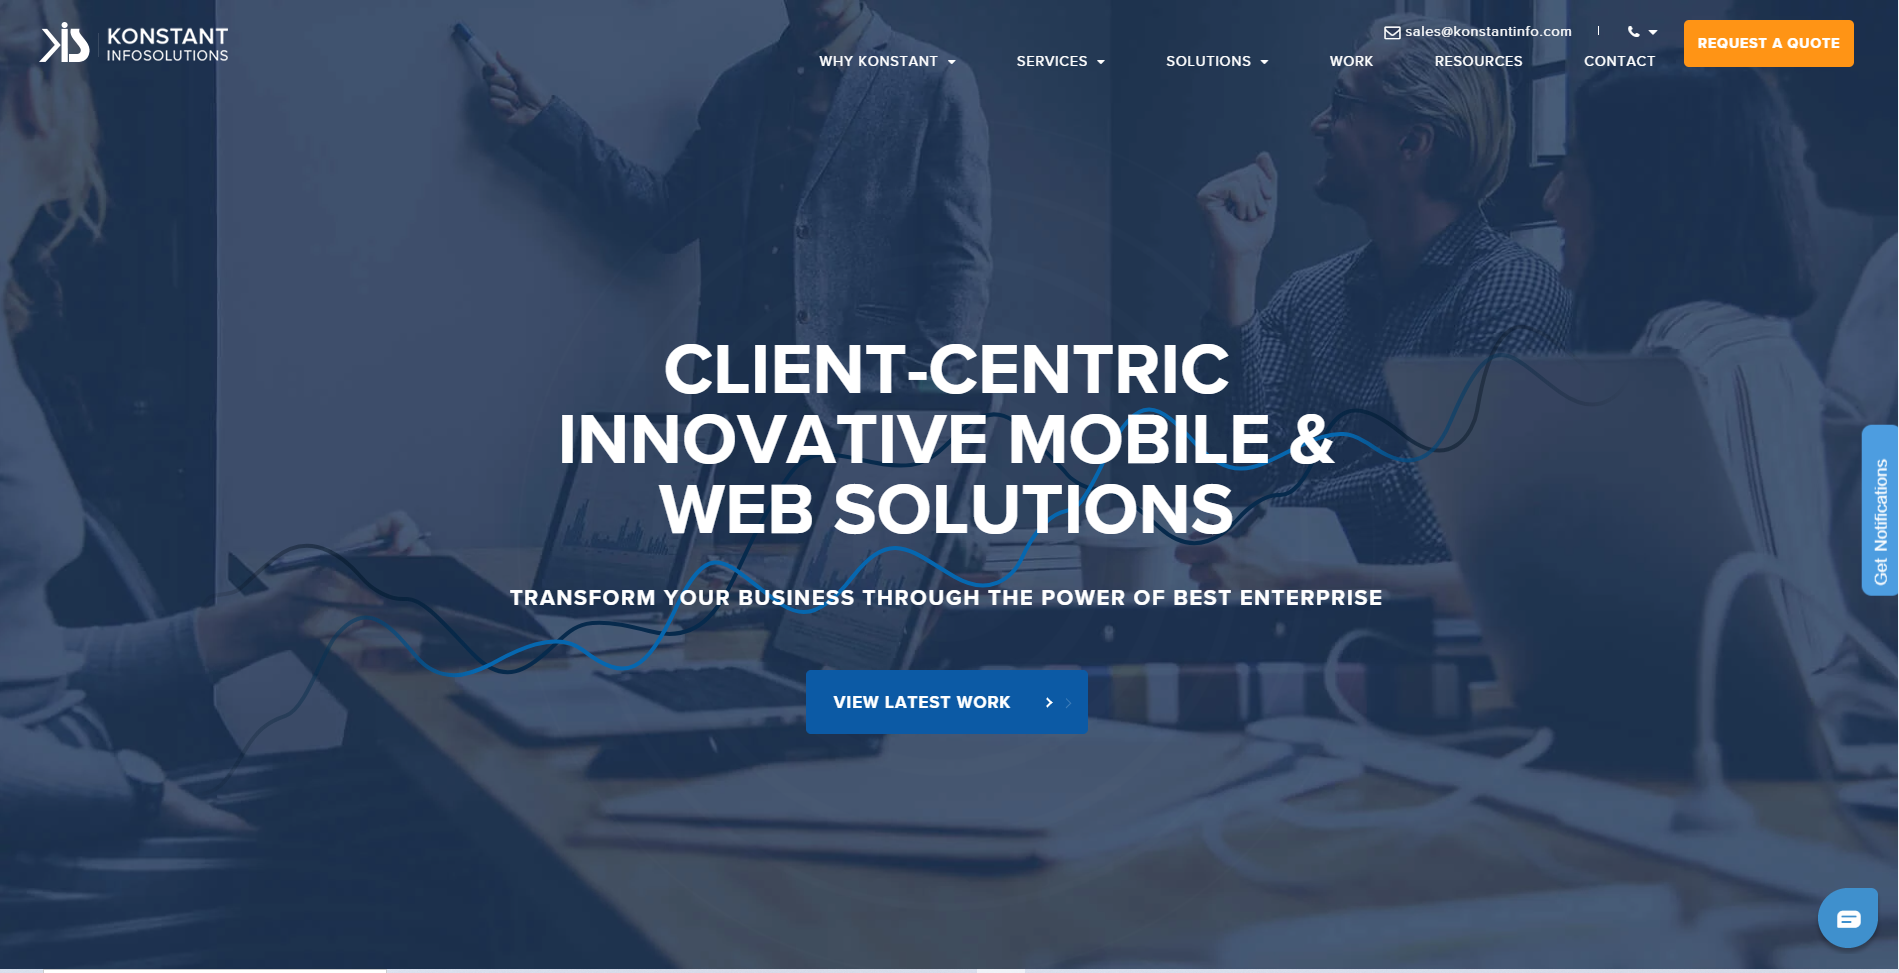 KONSTANT
INFOSOLUTIONS
sales@konstantinfo.com
REQUEST A QUOTE
WHY KONSTANT
SERVICES
SOLUTIONS
WORK
RESOURCES
CONTACT
CLIENT-CENTRIC
INNOVATIVE MOBILE &
WEB SOLUTIONS
TRANSFORM YOUR BUSINESS THROUGH THE POWER OF BEST ENTERPRISE
VIEW LATEST WORK
Get Notifications